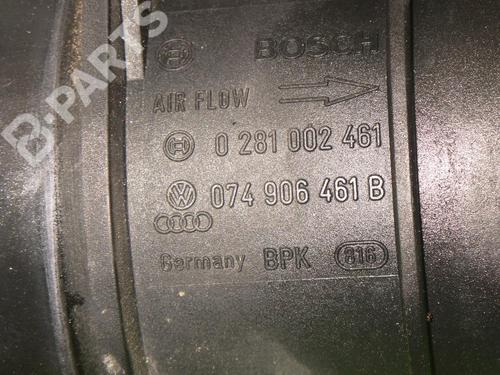 B-PARTS
BOSCH
AIR FLOW
0 281 002 461
074 906 461 B
Germany BPK 816